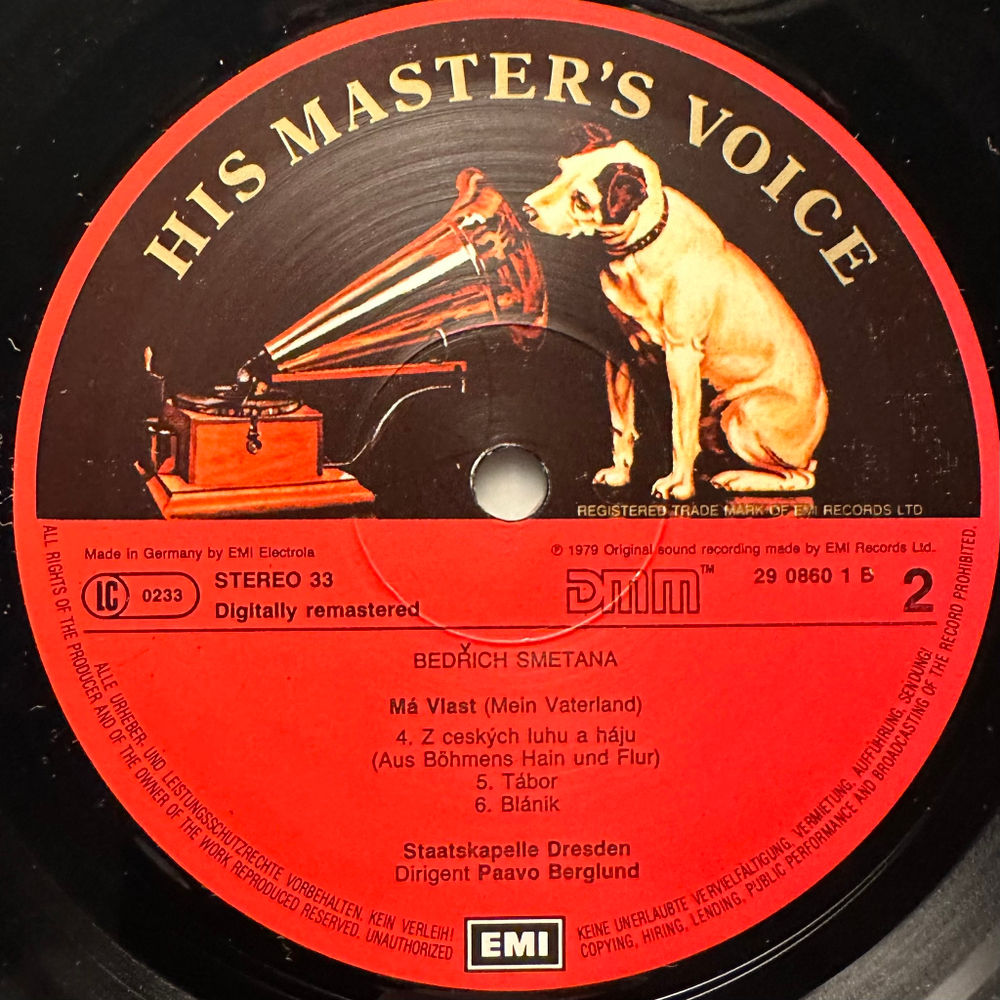 HIS MASTER'S VOICE
REGISTERED TRADE MARK OF EMI RECORDS LTD
Made in Germany by EMI Electrola
℗ 1979 Original sound recording made by EMI Records Ltd.
LC 0233
STEREO 33
Digitally remastered
DMM™
29 0860 1 B
2
BEDŘICH SMETANA
Má Vlast (Mein Vaterland)
4. Z ceských luhu a háju
(Aus Böhmens Hain und Flur)
5. Tábor
6. Blánik
Staatskapelle Dresden
Dirigent Paavo Berglund
EMI
ALLE URHEBER- UND LEISTUNGSSCHUTZRECHTE VORBEHALTEN. KEIN VERLEIH! KEINE UNERLAUBTE VERVIELFÄLTIGUNG, VERMIETUNG, AUFFÜHRUNG, SENDUNG!
ALL RIGHTS OF THE PRODUCER AND OF THE OWNER OF THE WORK REPRODUCED RESERVED. UNAUTHORIZED COPYING, HIRING, LENDING, PUBLIC PERFORMANCE AND BROADCASTING OF THE RECORD PROHIBITED.